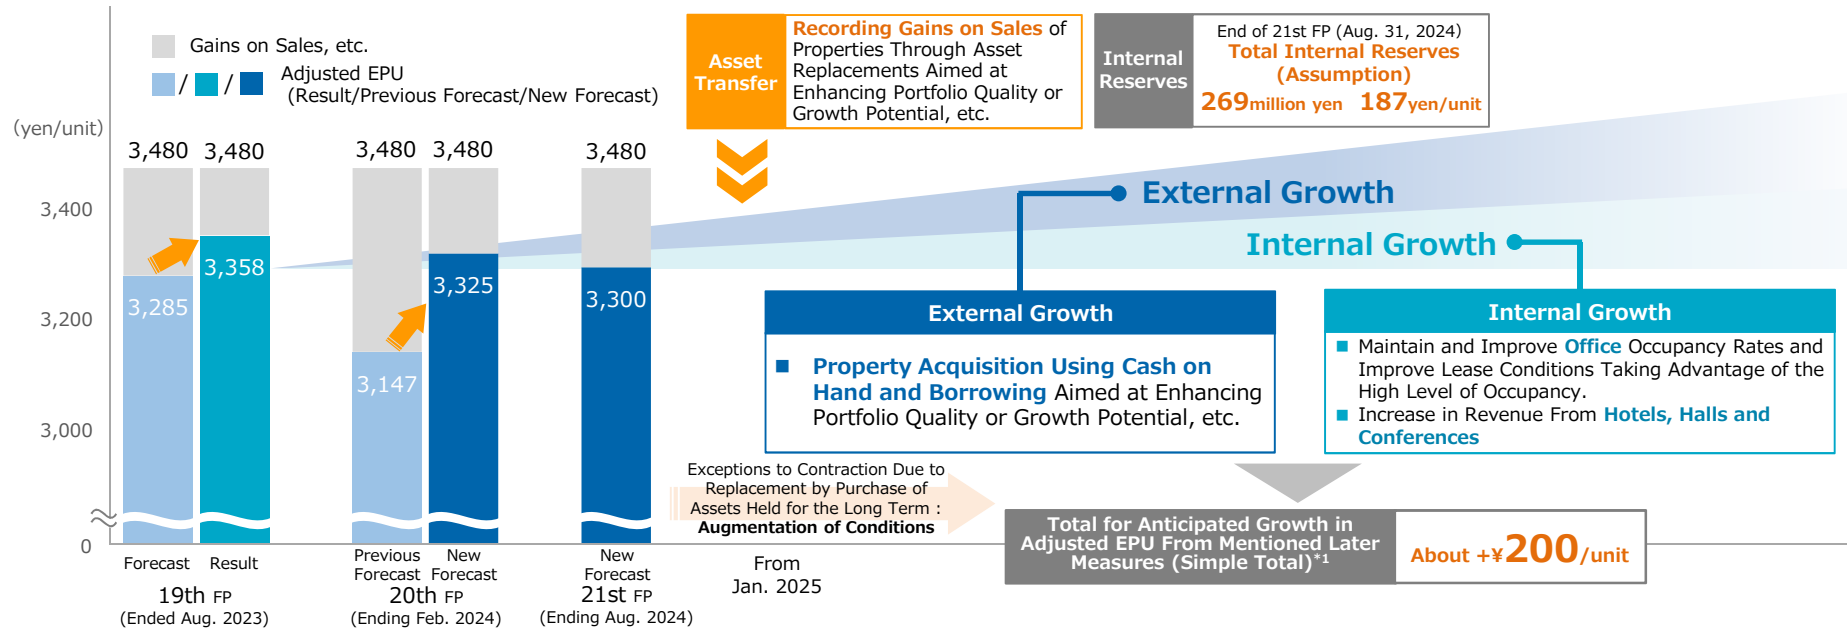 Gains on Sales, etc.
Adjusted EPU
/ / (Result/Previous Forecast/New Forecast)
(yen/unit)
3,400
3,200
3,000
0
3,480
3,480
3,480
3,480
3,480
3,285
3,358
3,147
3,325
3,300
Forecast
Result
19th FP
(Ended Aug. 2023)
Previous
Forecast
New
Forecast
20th FP
(Ending Feb. 2024)
New
Forecast
21st FP
(Ending Aug. 2024)
From
Jan. 2025
Asset
Transfer
Recording Gains on Sales of
Properties Through Asset
Replacements Aimed at
Enhancing Portfolio Quality or
Growth Potential, etc.
Internal
Reserves
End of 21st FP (Aug. 31, 2024)
Total Internal Reserves
(Assumption)
269million yen 187yen/unit
External Growth
Internal Growth
External Growth
■ Property Acquisition Using Cash on
Hand and Borrowing Aimed at Enhancing
Portfolio Quality or Growth Potential, etc.
Internal Growth
■ Maintain and Improve Office Occupancy Rates and
Improve Lease Conditions Taking Advantage of the
High Level of Occupancy.
■ Increase in Revenue From Hotels, Halls and
Conferences
Exceptions to Contraction Due to
Replacement by Purchase of
Assets Held for the Long Term :
Augmentation of Conditions
Total for Anticipated Growth in
Adjusted EPU From Mentioned Later
Measures (Simple Total)*1
About +¥200/unit